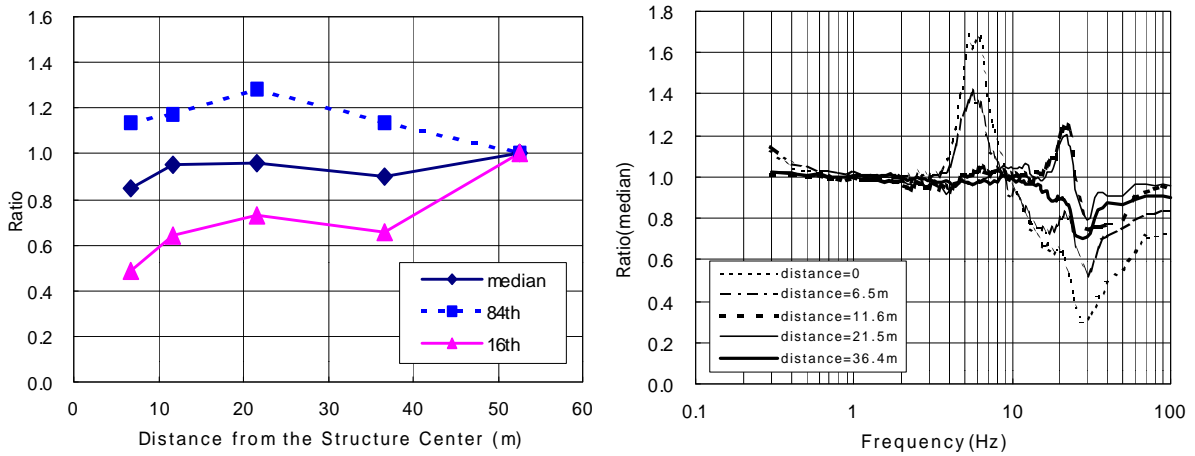 1.6
1.4
1.2
1.0
0.8
0.6
0.4
0.2
0.0
Ratio
0 10 20 30 40 50 60
Distance from the Structure Center (m)
median
84th
16th
1.8
1.6
1.4
1.2
1.0
0.8
0.6
0.4
0.2
0.0
Ratio(median)
0.1 1 10 100
Frequency(Hz)
distance=0
distance=6.5m
distance=11.6m
distance=21.5m
distance=36.4m